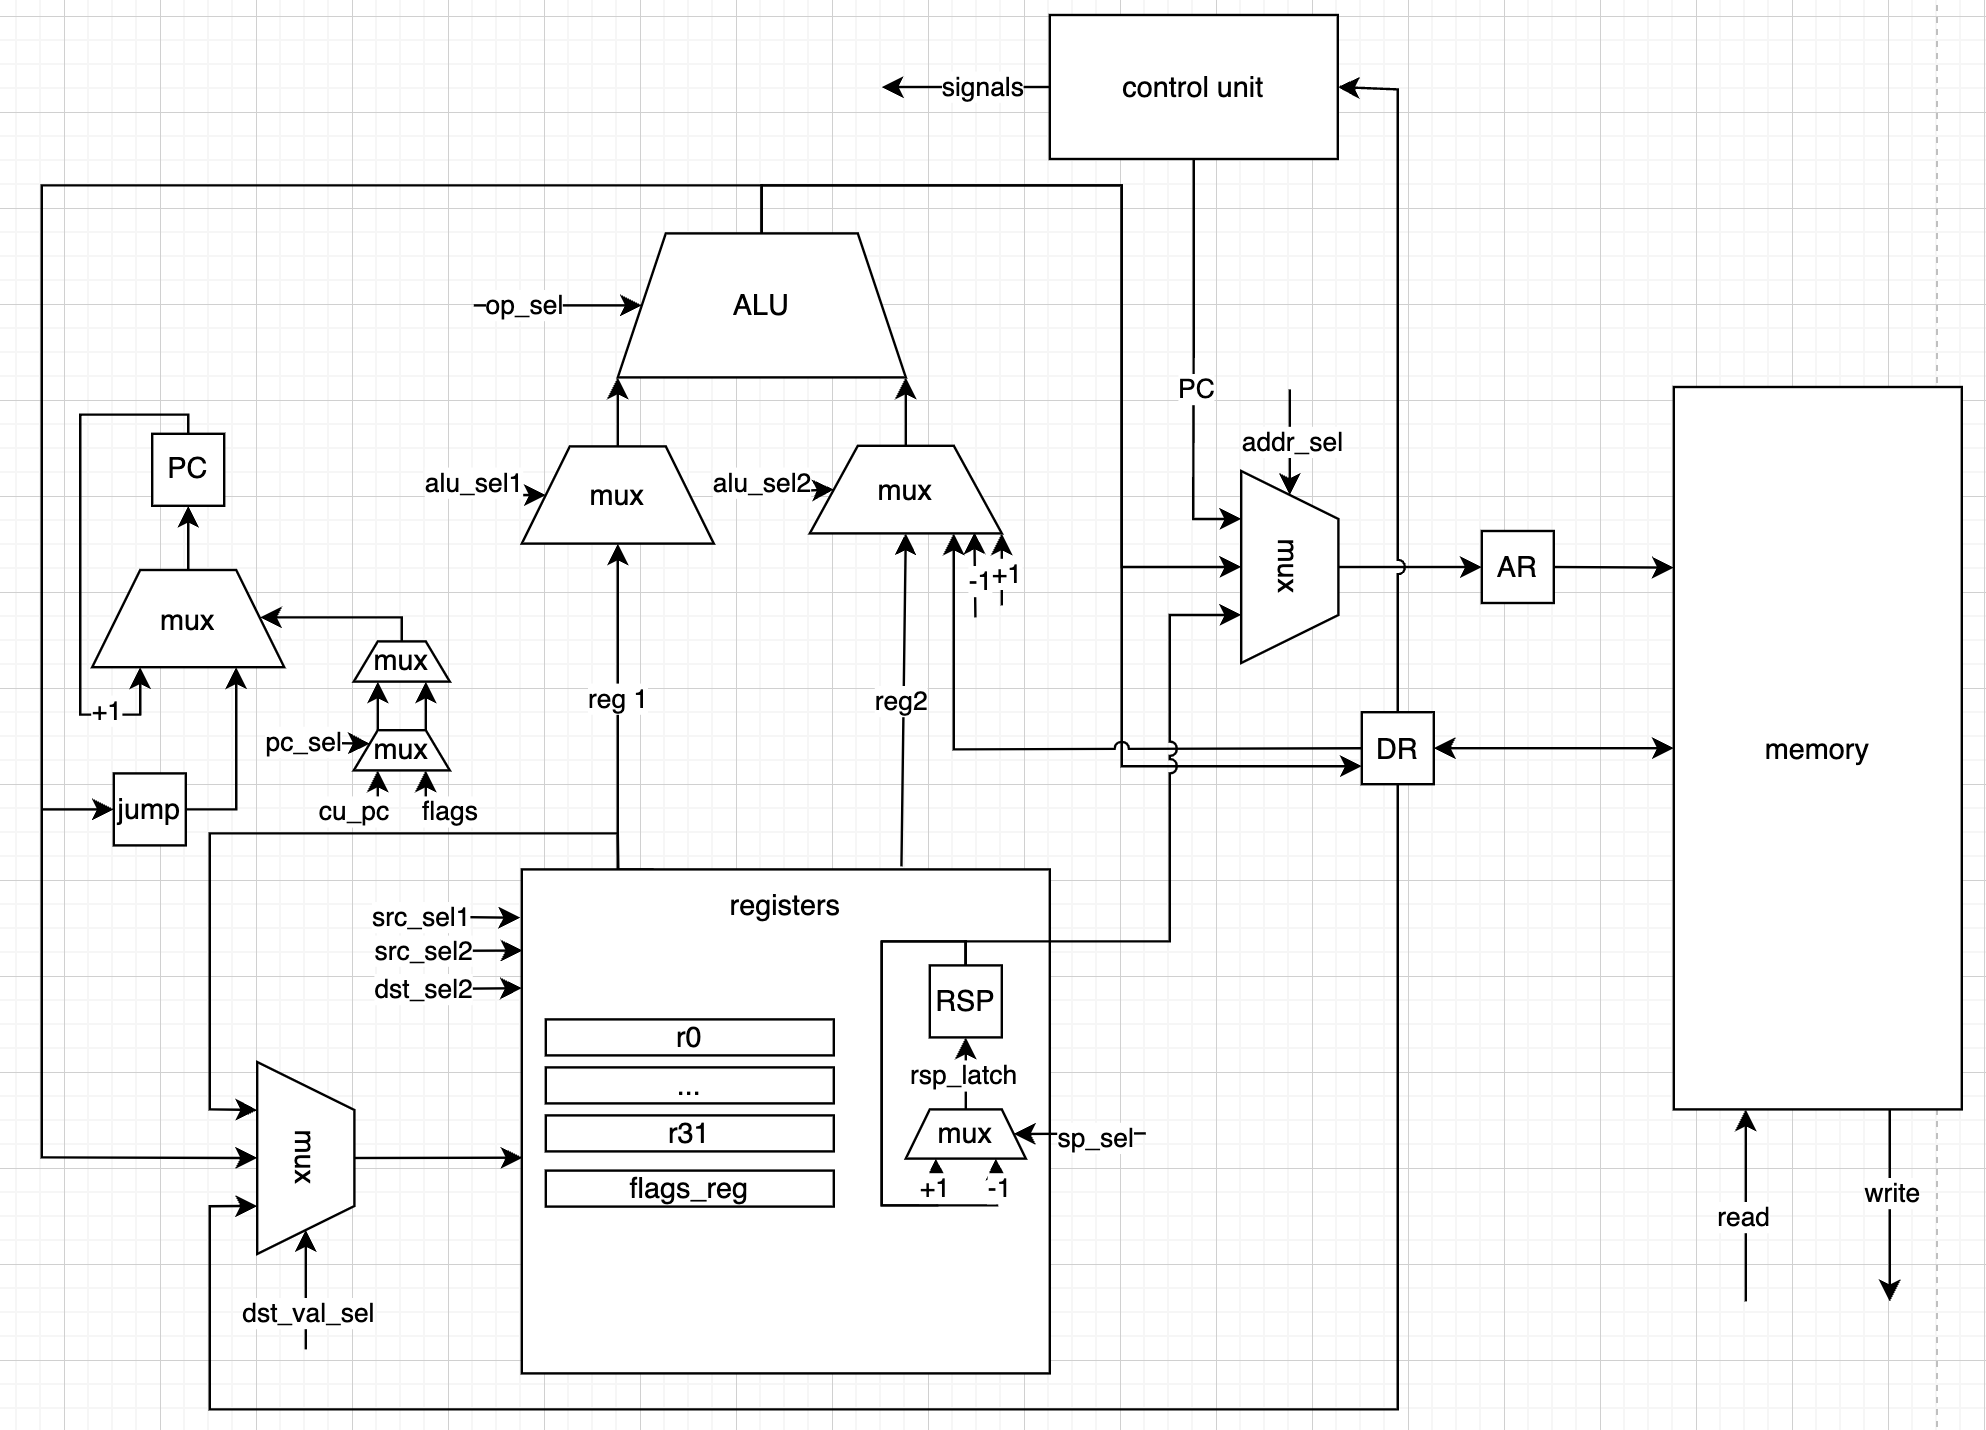 control unit
signals
ALU
op_sel
PC
addr_sel
PC
alu_sel1
mux
alu_sel2
mux
mux
AR
-1
+1
mux
mux
reg 1
reg2
pc_sel
mux
DR
memory
+1
jump
cu_pc
flags
registers
src_sel1
src_sel2
dst_sel2
RSP
r0
rsp_latch
...
r31
mux
sp_sel
mux
flags_reg
+1
-1
read
write
dst_val_sel